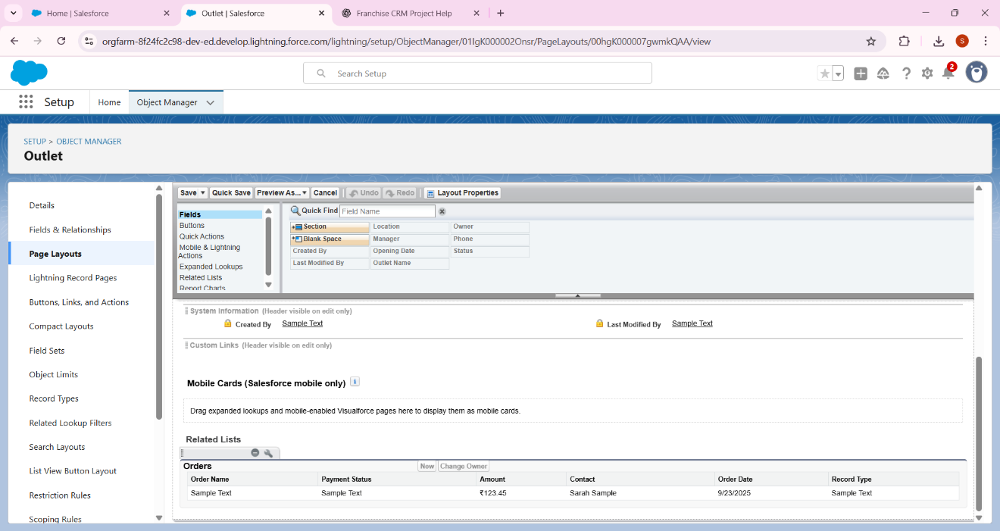 Home | Salesforce
Outlet | Salesforce
Franchise CRM Project Help
orgfarm-8f24fc2c98-dev-ed.develop.lightning.force.com/lightning/setup/ObjectManager/01IgK000002Onsr/PageLayouts/00hgK000007gwmkQAA/view
S
Search Setup
2
Setup
Home
Object Manager
SETUP > OBJECT MANAGER
Outlet
Details
Fields & Relationships
Page Layouts
Lightning Record Pages
Buttons, Links, and Actions
Compact Layouts
Field Sets
Object Limits
Record Types
Related Lookup Filters
Search Layouts
List View Button Layout
Restriction Rules
Scoping Rules
Save Quick Save Preview As... Cancel Undo Redo Layout Properties
Fields
Buttons
Quick Actions
Mobile & Lightning
Actions
Expanded Lookups
Related Lists
Report Charts
Quick Find Field Name
Section Location Owner
Blank Space Manager Phone
Created By Opening Date Status
Last Modified By Outlet Name
System Information (Header visible on edit only)
Created By Sample Text Last Modified By Sample Text
Custom Links (Header visible on edit only)
Mobile Cards (Salesforce mobile only) i
Drag expanded lookups and mobile-enabled Visualforce pages here to display them as mobile cards.
Related Lists
Orders New Change Owner
Order Name Payment Status Amount Contact Order Date Record Type
Sample Text Sample Text ₹123.45 Sarah Sample 9/23/2025 Sample Text